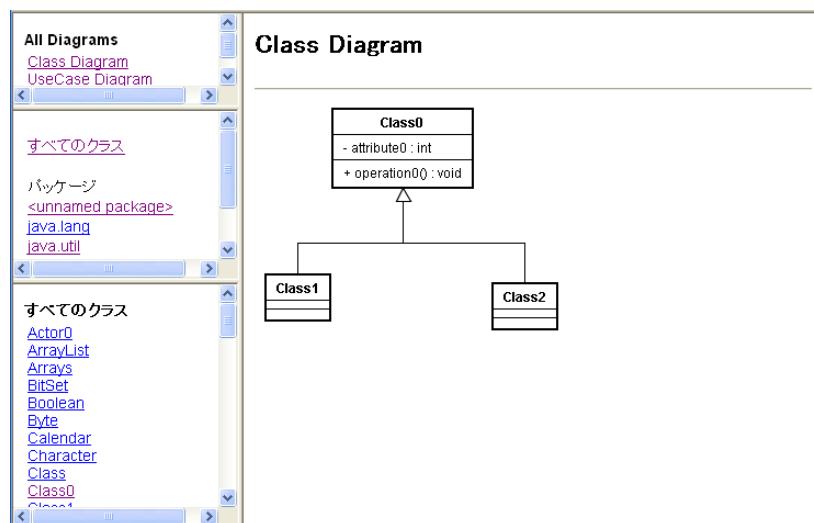 All Diagrams
Class Diagram
UseCase Diagram
すべてのクラス
パッケージ
<unnamed package>
java.lang
java.util
すべてのクラス
Actor0
ArrayList
Arrays
BitSet
Boolean
Byte
Calendar
Character
Class
Class0
Class1
Class Diagram
Class0
- attribute0 : int
+ operation0() : void
Class1
Class2